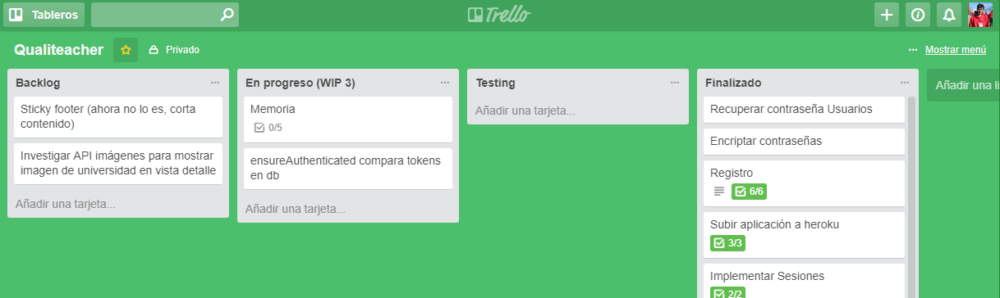 Tableros
Trello
Qualiteacher
Privado
Mostrar menú
Backlog
Sticky footer (ahora no lo es, corta
contenido)
Investigar API imágenes para mostrar
imagen de universidad en vista detalle
Añadir una tarjeta...
En progreso (WIP 3)
Memoria
0/5
ensureAuthenticated compara tokens
en db
Añadir una tarjeta...
Testing
Añadir una tarjeta...
Finalizado
Recuperar contraseña Usuarios
Encriptar contraseñas
Registro
6/6
Subir aplicación a heroku
3/3
Implementar Sesiones
2/2
Añadir una li